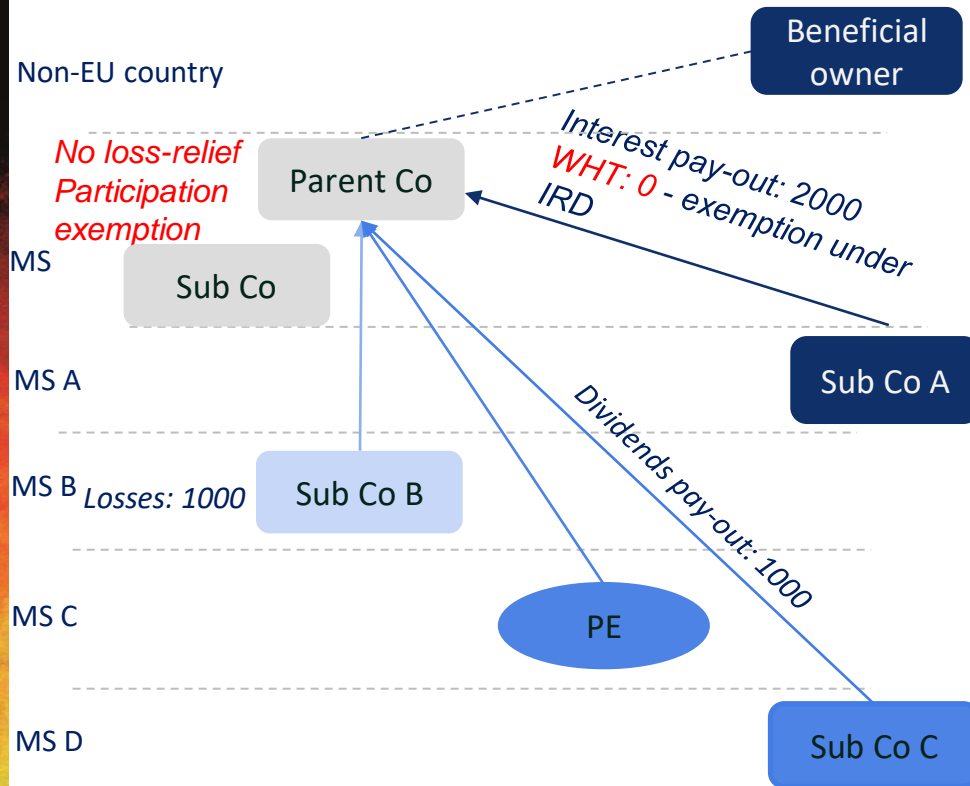 Beneficial
owner
Non-EU country
Interest pay-out: 2000
WHT: 0 - exemption under
IRD
No loss-relief
Participation
exemption
Parent Co
MS
Sub Co
MS A
Sub Co A
Dividends pay-out: 1000
MS B
Losses: 1000
Sub Co B
MS C
PE
MS D
Sub Co C